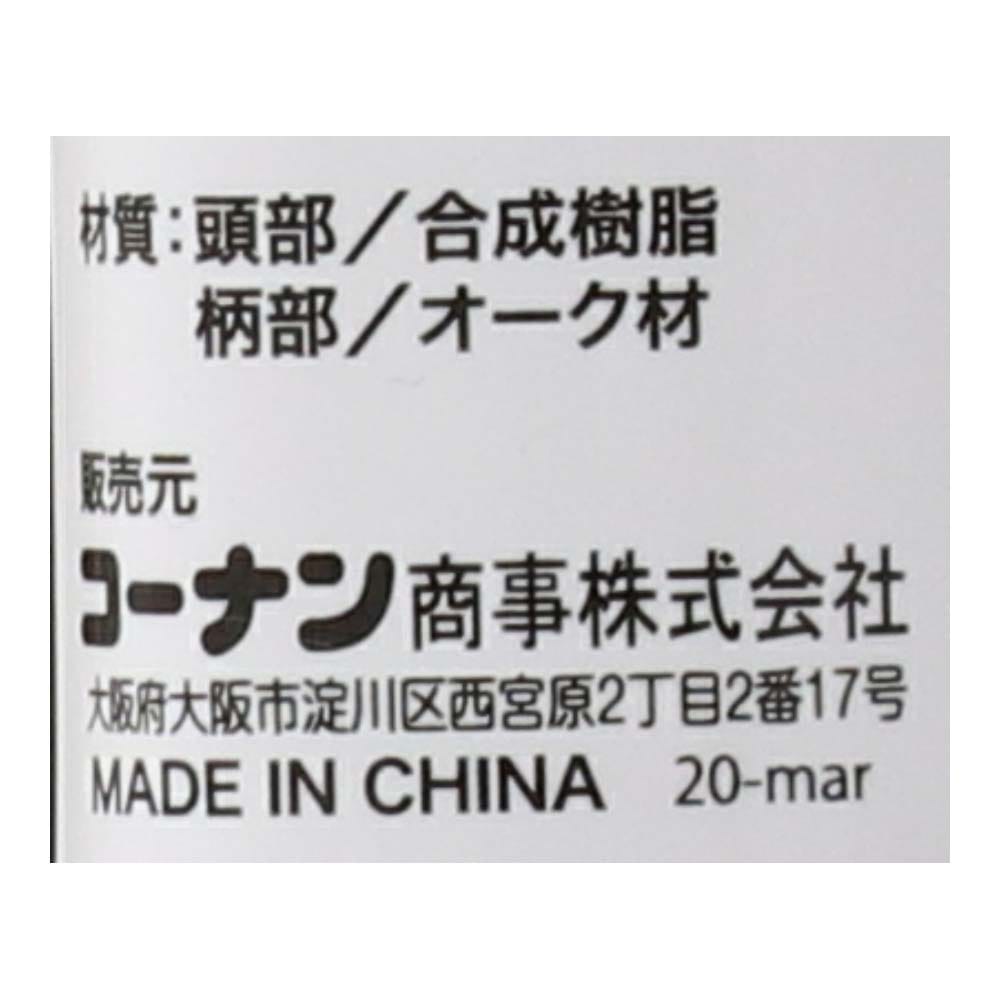 材質：頭部／合成樹脂
柄部／オーク材
販売元
コーナン商事株式会社
大阪府大阪市淀川区西宮原2丁目2番17号
MADE IN CHINA 20-mar